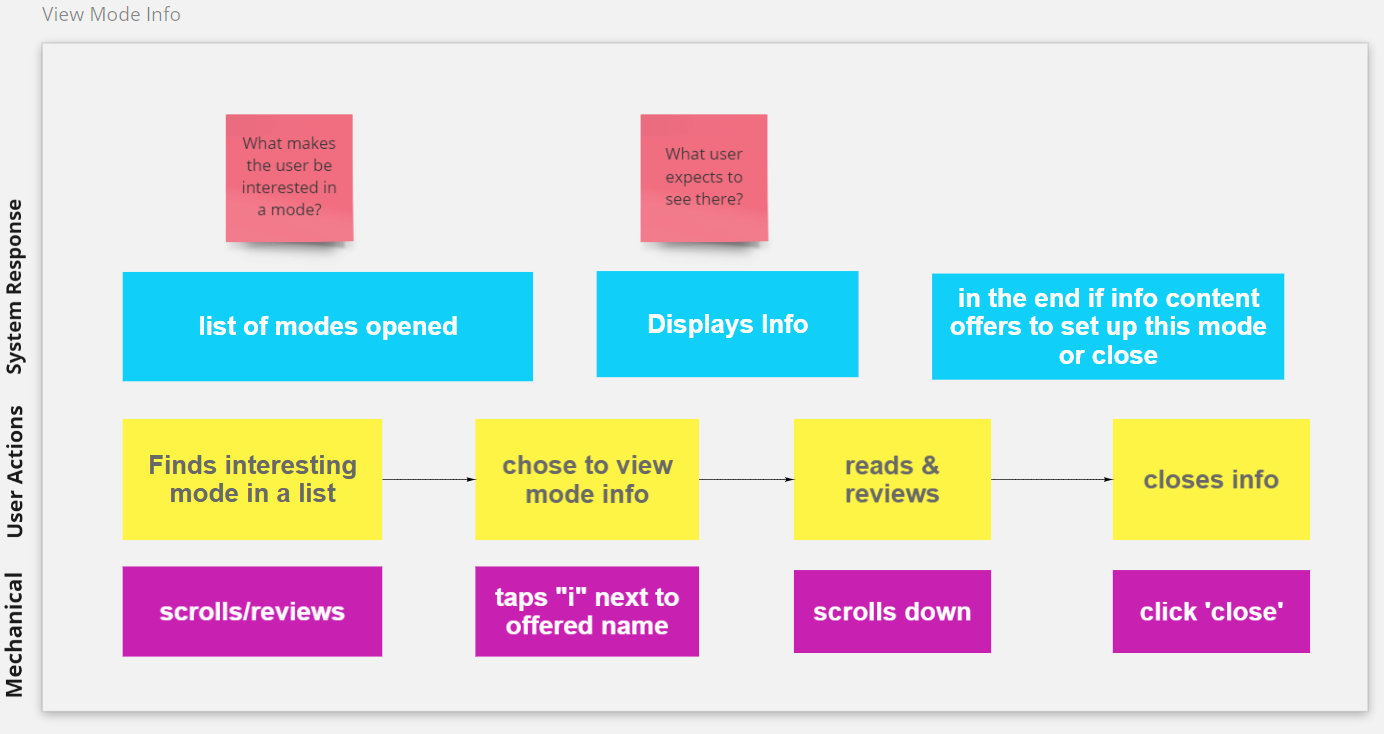 View Mode Info
What makes
the user be
interested in
a mode?
What user
expects to
see there?
System Response
list of modes opened
Displays Info
in the end if info content
offers to set up this mode
or close
User Actions
Finds interesting
mode in a list
chose to view
mode info
reads &
reviews
closes info
Mechanical
scrolls/reviews
taps "i" next to
offered name
scrolls down
click 'close'